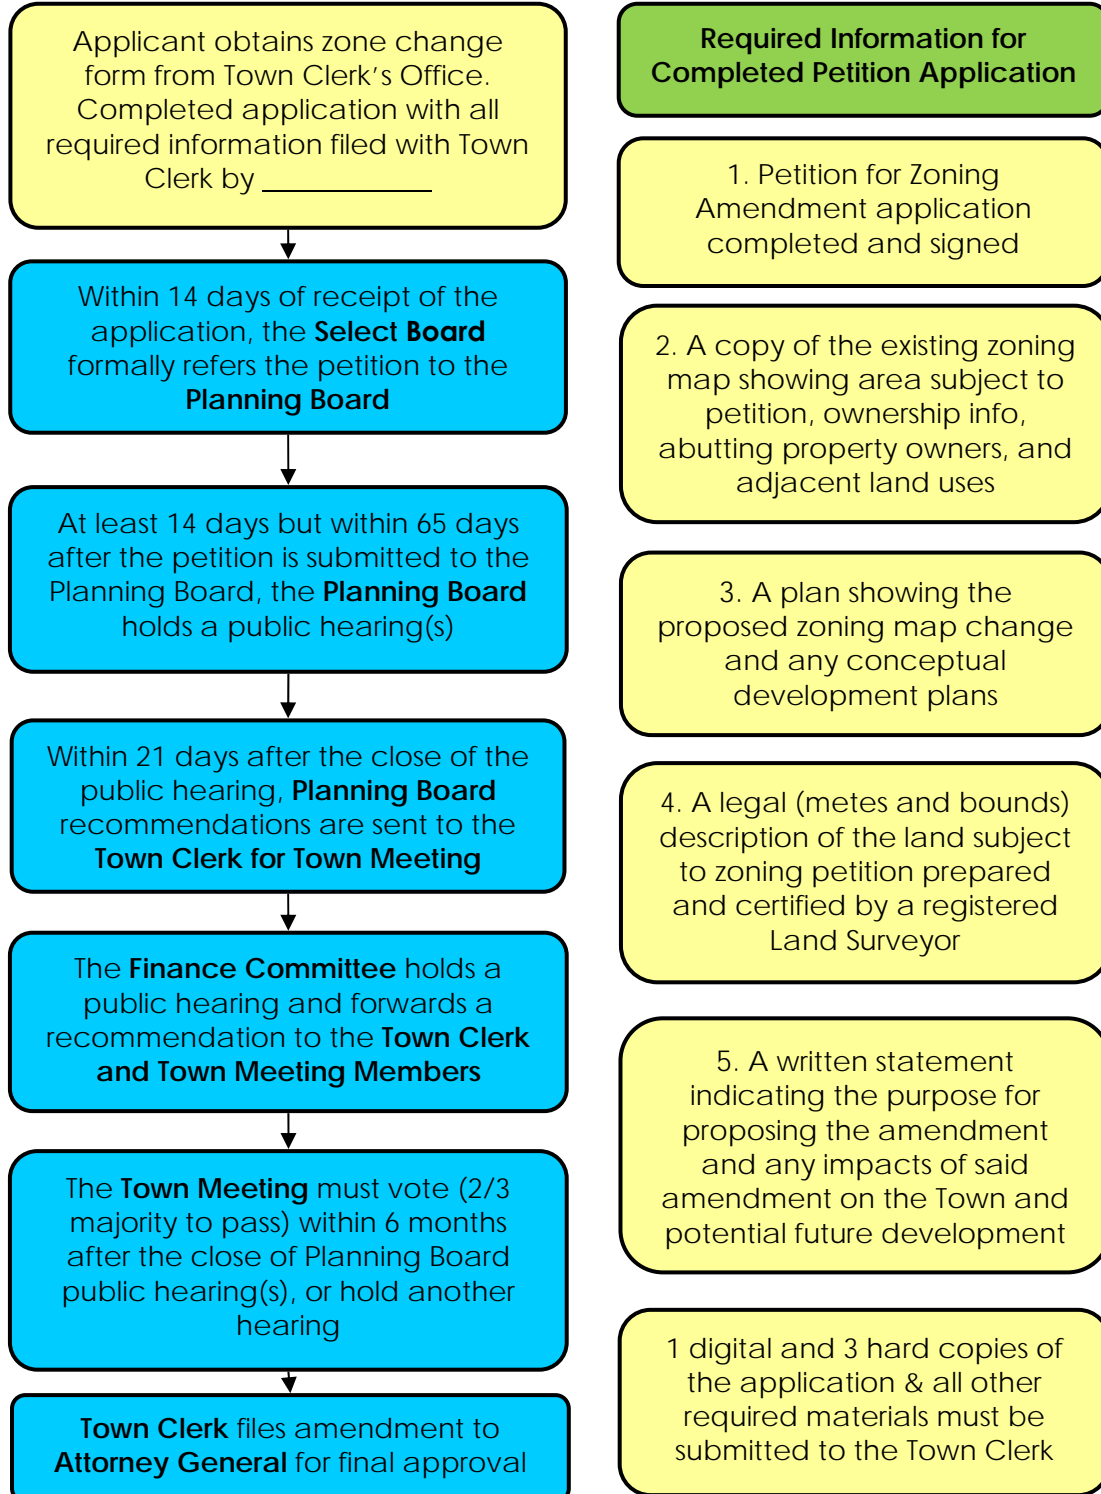 Applicant obtains zone change
form from Town Clerk's Office.
Completed application with all
required information filed with Town
Clerk by ___________
Within 14 days of receipt of the
application, the Select Board
formally refers the petition to the
Planning Board
At least 14 days but within 65 days
after the petition is submitted to the
Planning Board, the Planning Board
holds a public hearing(s)
Within 21 days after the close of the
public hearing, Planning Board
recommendations are sent to the
Town Clerk for Town Meeting
The Finance Committee holds a
public hearing and forwards a
recommendation to the Town Clerk
and Town Meeting Members
The Town Meeting must vote (2/3
majority to pass) within 6 months
after the close of Planning Board
public hearing(s), or hold another
hearing
Town Clerk files amendment to
Attorney General for final approval
Required Information for
Completed Petition Application
1. Petition for Zoning
Amendment application
completed and signed
2. A copy of the existing zoning
map showing area subject to
petition, ownership info,
abutting property owners, and
adjacent land uses
3. A plan showing the
proposed zoning map change
and any conceptual
development plans
4. A legal (metes and bounds)
description of the land subject
to zoning petition prepared
and certified by a registered
Land Surveyor
5. A written statement
indicating the purpose for
proposing the amendment
and any impacts of said
amendment on the Town and
potential future development
1 digital and 3 hard copies of
the application & all other
required materials must be
submitted to the Town Clerk